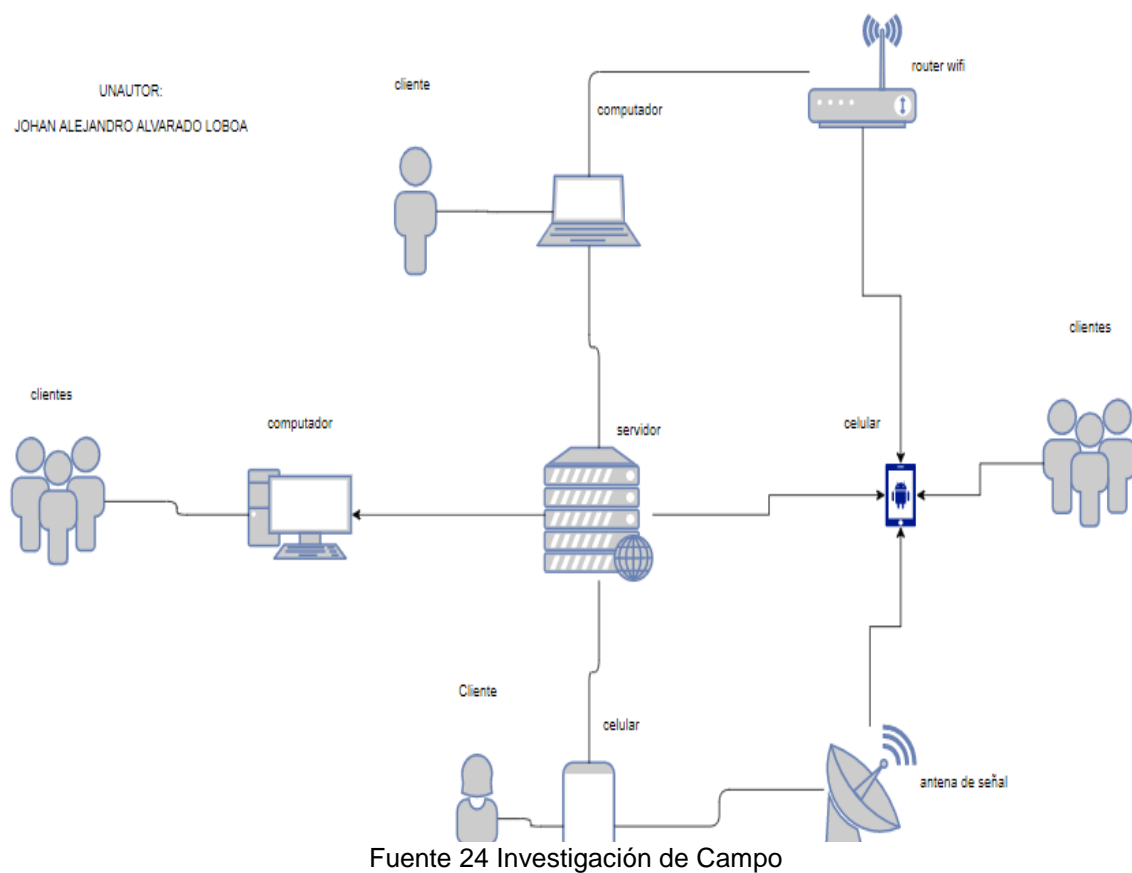 UNAUTOR:
JOHAN ALEJANDRO ALVARADO LOBOA
cliente
computador
router wifi
clientes
clientes
computador
servidor
celular
Cliente
celular
antena de señal
Fuente 24 Investigación de Campo